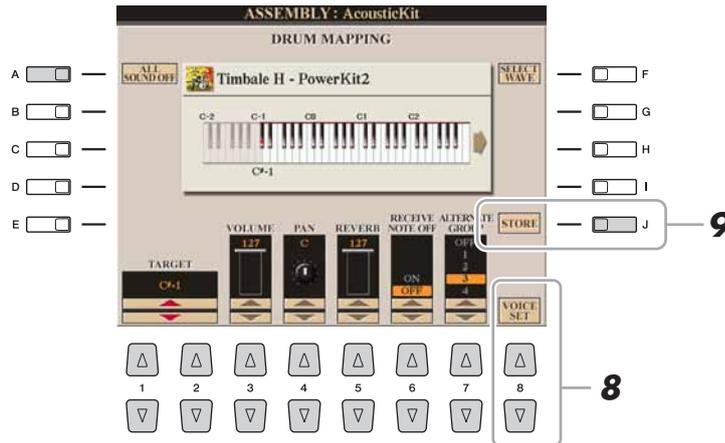 ASSEMBLY : AcousticKit
DRUM MAPPING
A
ALL
SOUND OFF
Timbale H - PowerKit2
SELECT
WAVE
F
B
C-2 C-1 C0 C1 C2
G
C
H
C#-1
D
I
E
VOLUME PAN REVERB RECEIVE
NOTE OFF ALTERNATE
GROUP
STORE
J
9
127 C 127 OFF
1
2
3
4
ON
OFF
TARGET
C#-1
VOICE
SET
1 2 3 4 5 6 7 8
8